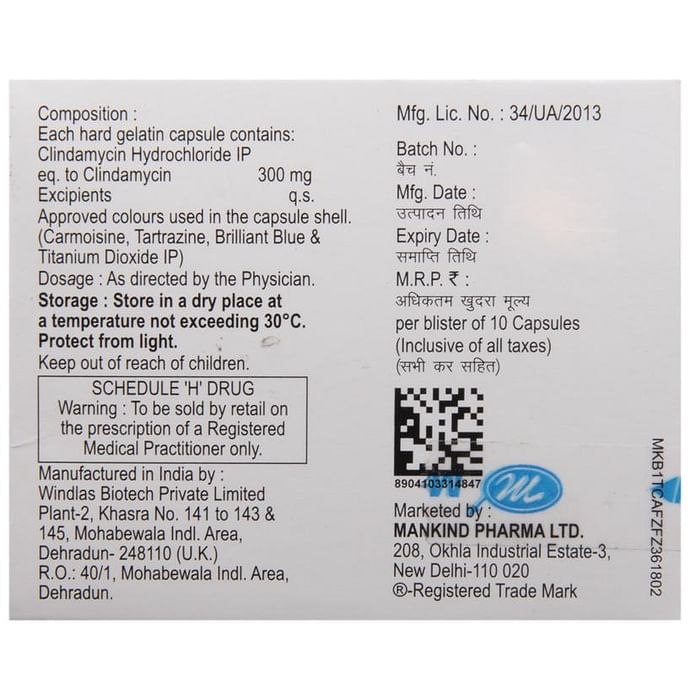 Composition :
Each hard gelatin capsule contains:
Clindamycin Hydrochloride IP
eq. to Clindamycin 300 mg
Excipients q.s.
Approved colours used in the capsule shell.
(Carmoisine, Tartrazine, Brilliant Blue &
Titanium Dioxide IP)
Dosage : As directed by the Physician.
Storage : Store in a dry place at
a temperature not exceeding 30°C.
Protect from light.
Keep out of reach of children.
SCHEDULE 'H' DRUG
Warning : To be sold by retail on
the prescription of a Registered
Medical Practitioner only.
Manufactured in India by :
Windlas Biotech Private Limited
Plant-2, Khasra No. 141 to 143 &
145, Mohabewala Indl. Area,
Dehradun- 248110 (U.K.)
R.O.: 40/1, Mohabewala Indl. Area,
Dehradun.
Mfg. Lic. No. : 34/UA/2013
Batch No. :
बैच नं.
Mfg. Date :
उत्पादन तिथि
Expiry Date :
समाप्ति तिथि
M.R.P. ₹ :
अधिकतम खुदरा मूल्य
per blister of 10 Capsules
(Inclusive of all taxes)
(सभी कर सहित)
8904103314847
m
Marketed by :
MANKIND PHARMA LTD.
208, Okhla Industrial Estate-3,
New Delhi-110 020
®-Registered Trade Mark
MKB1TCAFZFZ361802